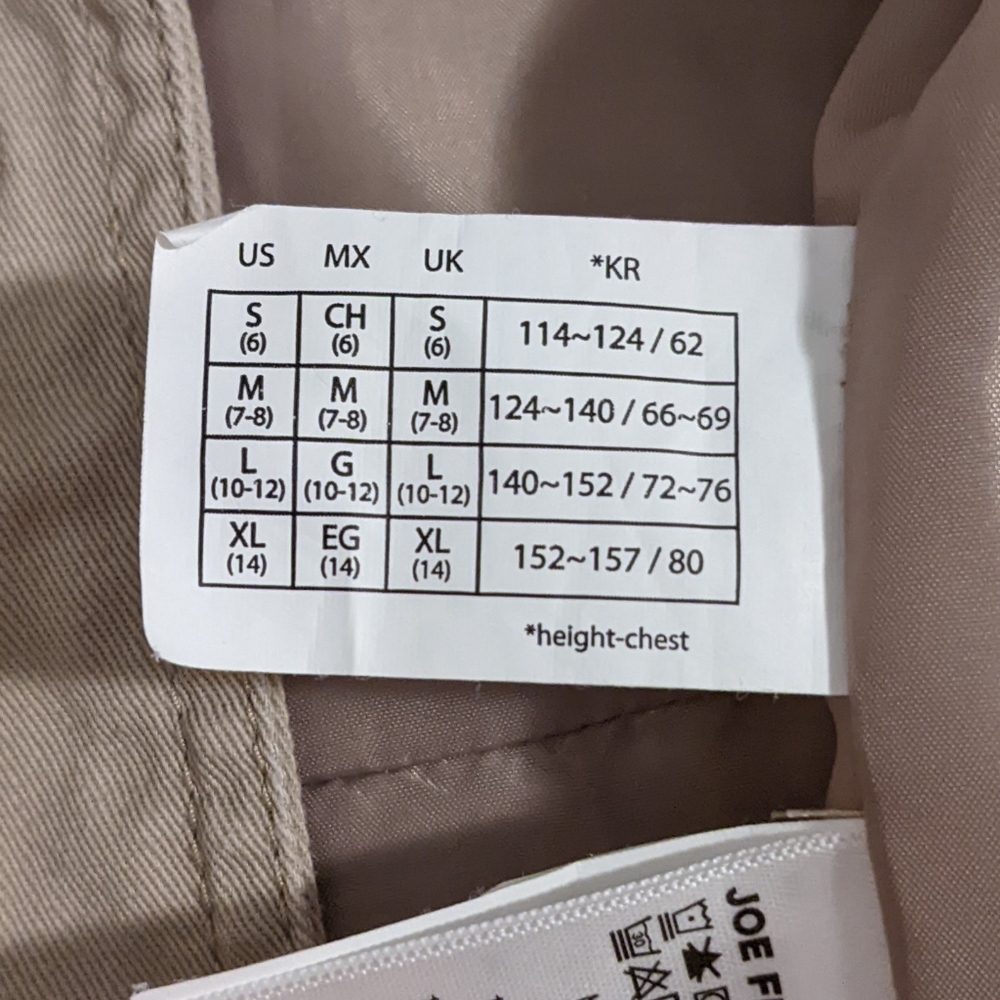 US MX UK *KR
S CH S 114~124 / 62
(6) (6) (6)
M M M 124~140 / 66~69
(7-8) (7-8) (7-8)
L G L 140~152 / 72~76
(10-12) (10-12) (10-12)
XL EG XL 152~157 / 80
(14) (14) (14)
*height-chest
JOE
30